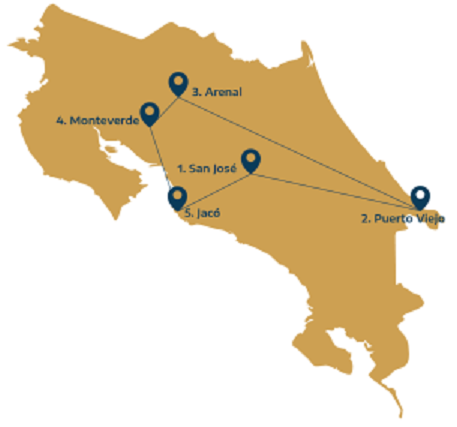 3. Arenal
4. Monteverde
1. San José
5. Jacó
2. Puerto Viejo